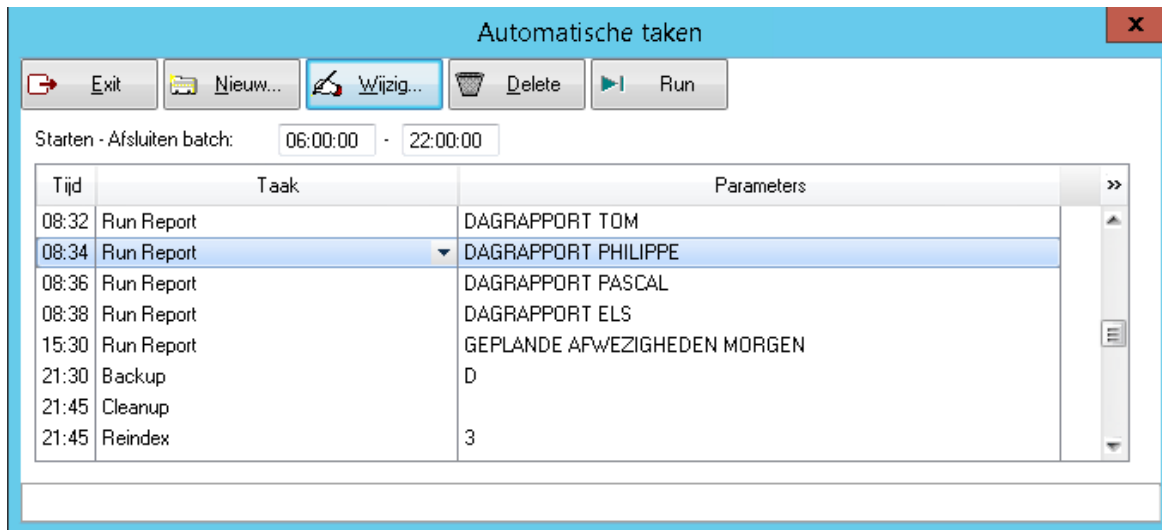 Automatische taken
x
Exit Nieuw... Wijzig... Delete Run
Starten - Afsluiten batch: 06:00:00 - 22:00:00
Tijd Taak Parameters »
08:32 Run Report DAGRAPPORT TOM
08:34 Run Report DAGRAPPORT PHILIPPE
08:36 Run Report DAGRAPPORT PASCAL
08:38 Run Report DAGRAPPORT ELS
15:30 Run Report GEPLANDE AFWEZIGHEDEN MORGEN
21:30 Backup D
21:45 Cleanup
21:45 Reindex 3